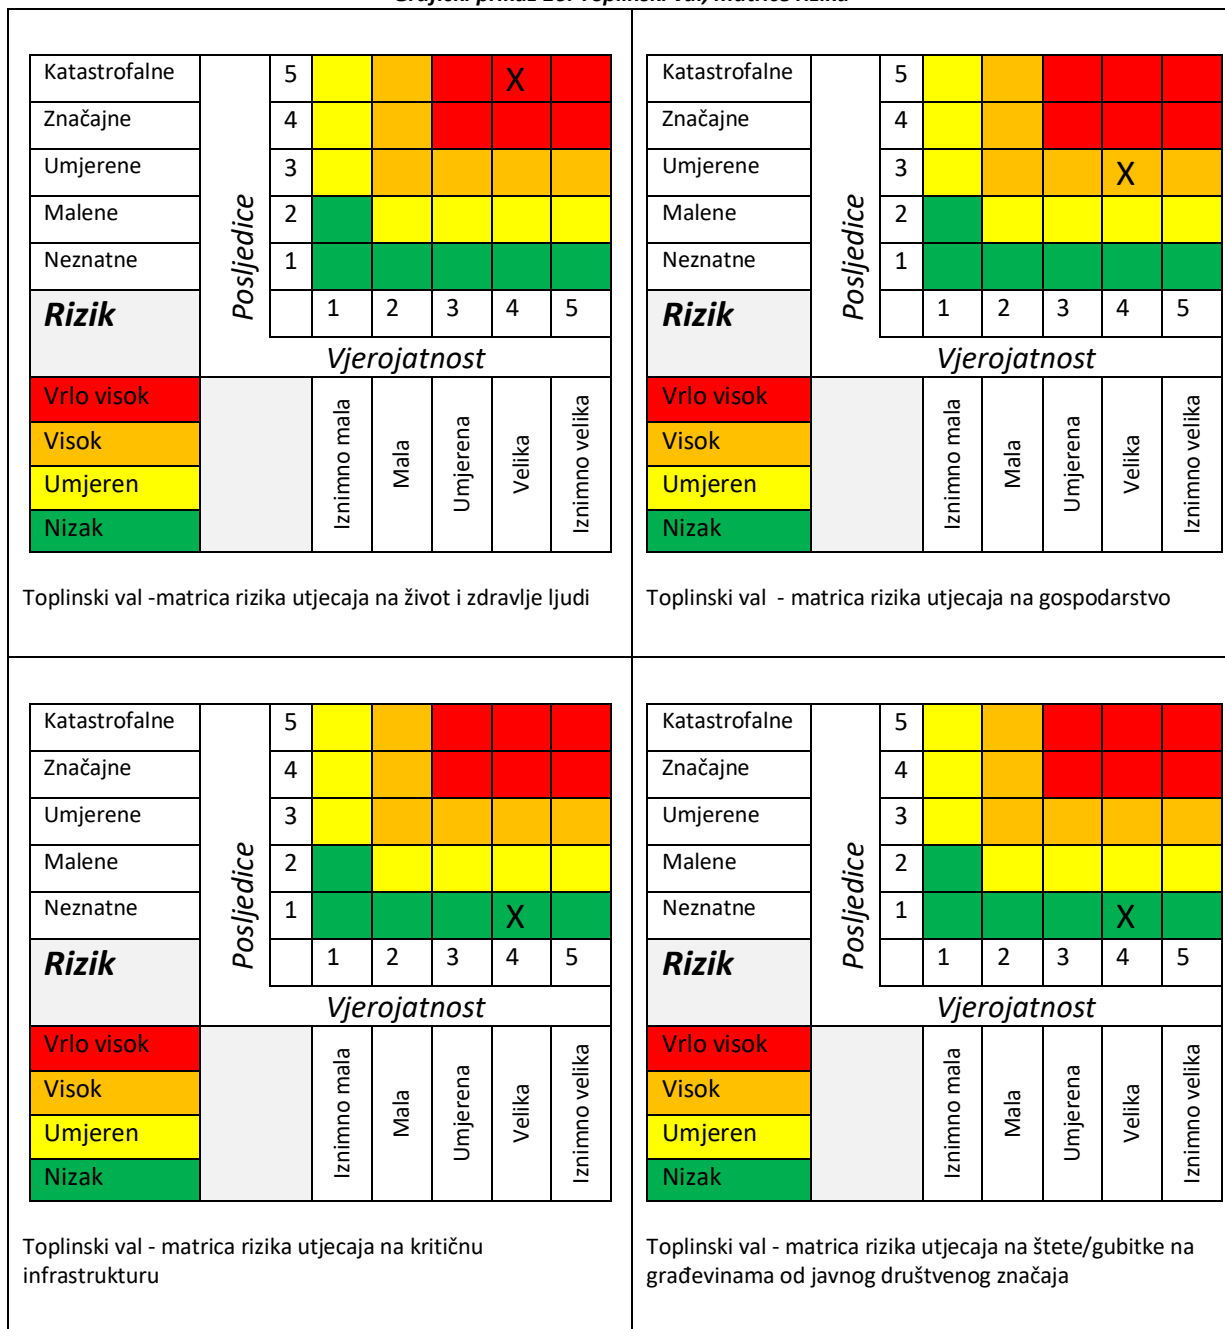 Katastrofalne 5 X
Značajne 4
Umjerene 3
Malene 2
Neznatne 1
Posljedice
Rizik 1 2 3 4 5
Vjerojatnost
Vrlo visok
Visok
Umjeren
Nizak
Iznimno mala
Mala
Umjerena
Velika
Iznimno velika
Toplinski val -matrica rizika utjecaja na život i zdravlje ljudi
Katastrofalne 5
Značajne 4
Umjerene 3 X
Malene 2
Neznatne 1
Posljedice
Rizik 1 2 3 4 5
Vjerojatnost
Vrlo visok
Visok
Umjeren
Nizak
Iznimno mala
Mala
Umjerena
Velika
Iznimno velika
Toplinski val - matrica rizika utjecaja na gospodarstvo
Katastrofalne 5
Značajne 4
Umjerene 3
Malene 2
Neznatne 1 X
Posljedice
Rizik 1 2 3 4 5
Vjerojatnost
Vrlo visok
Visok
Umjeren
Nizak
Iznimno mala
Mala
Umjerena
Velika
Iznimno velika
Toplinski val - matrica rizika utjecaja na kritičnu
infrastrukturu
Katastrofalne 5
Značajne 4
Umjerene 3
Malene 2
Neznatne 1 X
Posljedice
Rizik 1 2 3 4 5
Vjerojatnost
Vrlo visok
Visok
Umjeren
Nizak
Iznimno mala
Mala
Umjerena
Velika
Iznimno velika
Toplinski val - matrica rizika utjecaja na štete/gubitke na
građevinama od javnog društvenog značaja